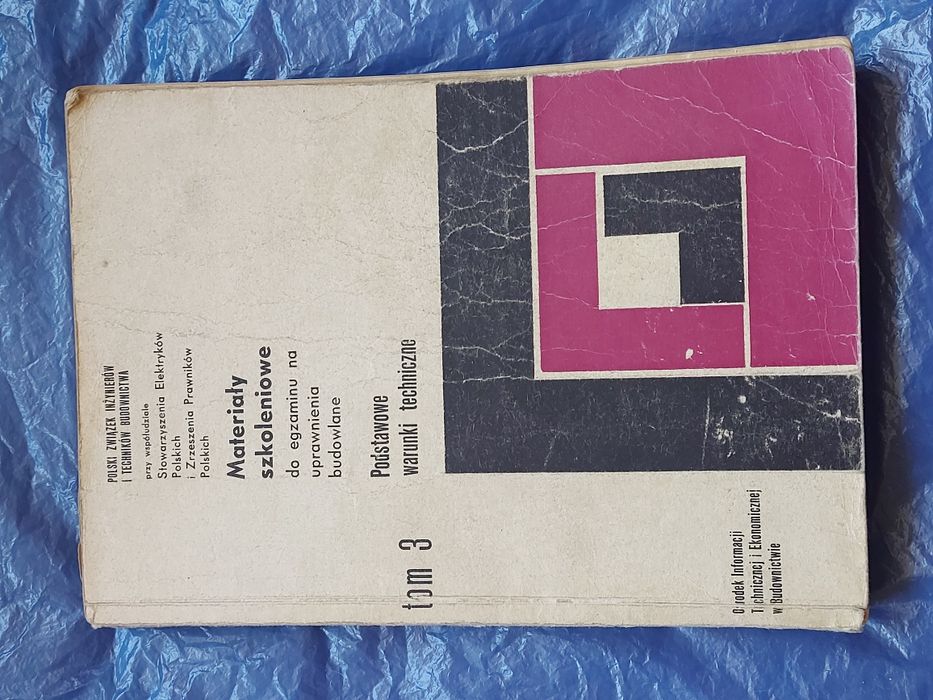 POLSKI ZWIĄZEK INŻYNIERÓW
I TECHNIKÓW BUDOWNICTWA
przy współudziale
Stowarzyszenia Elektryków
Polskich
i Zrzeszenia Prawników
Polskich
Materiały
szkoleniowe
do egzaminu na
uprawnienia
budowlane
Podstawowe
tom 3 warunki techniczne
Ośrodek Informacji
Technicznej i Ekonomicznej
w Budownictwie